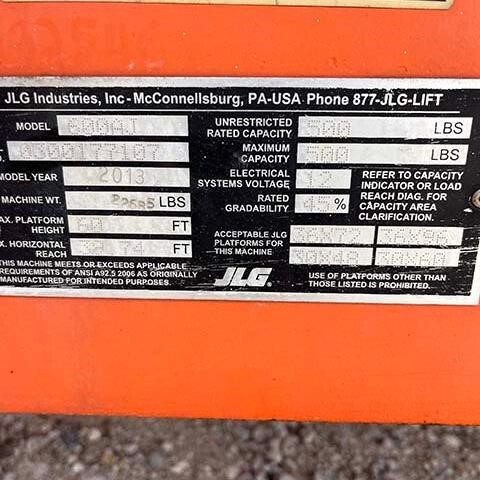 JLG Industries, Inc - McConnellsburg, PA-USA Phone 877-JLG-LIFT
MODEL 600AJ
0300177107
MODEL YEAR 2013
MACHINE WT. LBS
AX. PLATFORM HEIGHT 60 FT
X. HORIZONTAL REACH FT
THIS MACHINE MEETS OR EXCEEDS APPLICABLE
REQUIREMENTS OF ANSI A92.5 2006 AS ORIGINALLY
MANUFACTURED FOR INTENDED PURPOSES.
UNRESTRICTED
RATED CAPACITY 500 LBS
MAXIMUM
CAPACITY 500 LBS
ELECTRICAL
SYSTEMS VOLTAGE 12
RATED
GRADABILITY 45 %
REFER TO CAPACITY
INDICATOR OR LOAD
REACH DIAG. FOR
CAPACITY AREA
CLARIFICATION.
ACCEPTABLE JLG
PLATFORMS FOR
THIS MACHINE
JLG.
USE OF PLATFORMS OTHER THAN
THOSE LISTED IS PROHIBITED.